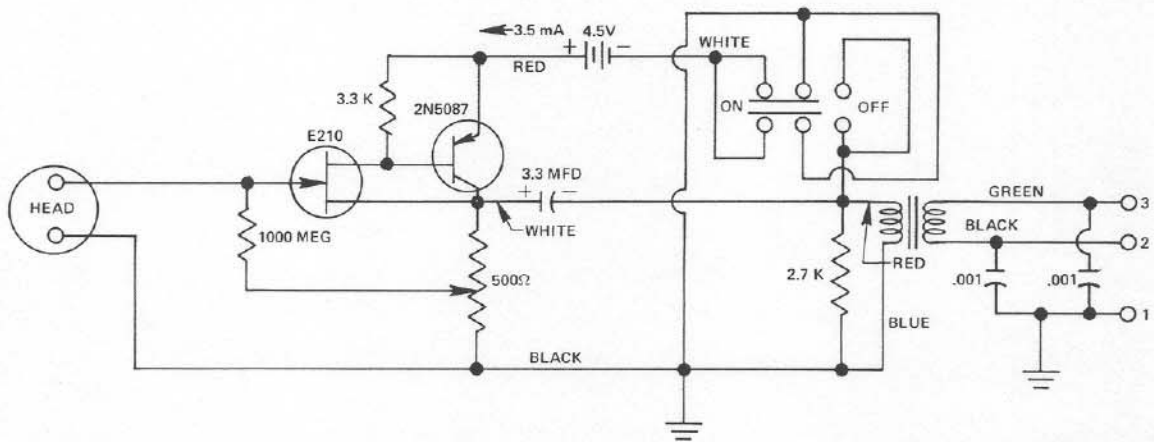 3.5 mA
+ 4.5V −
RED
WHITE
3.3 K
2N5087
ON
OFF
E210
3.3 MFD
+ −
HEAD
1000 MEG
WHITE
500Ω
2.7 K
RED
GREEN
BLACK
3
2
.001
.001
1
BLUE
BLACK